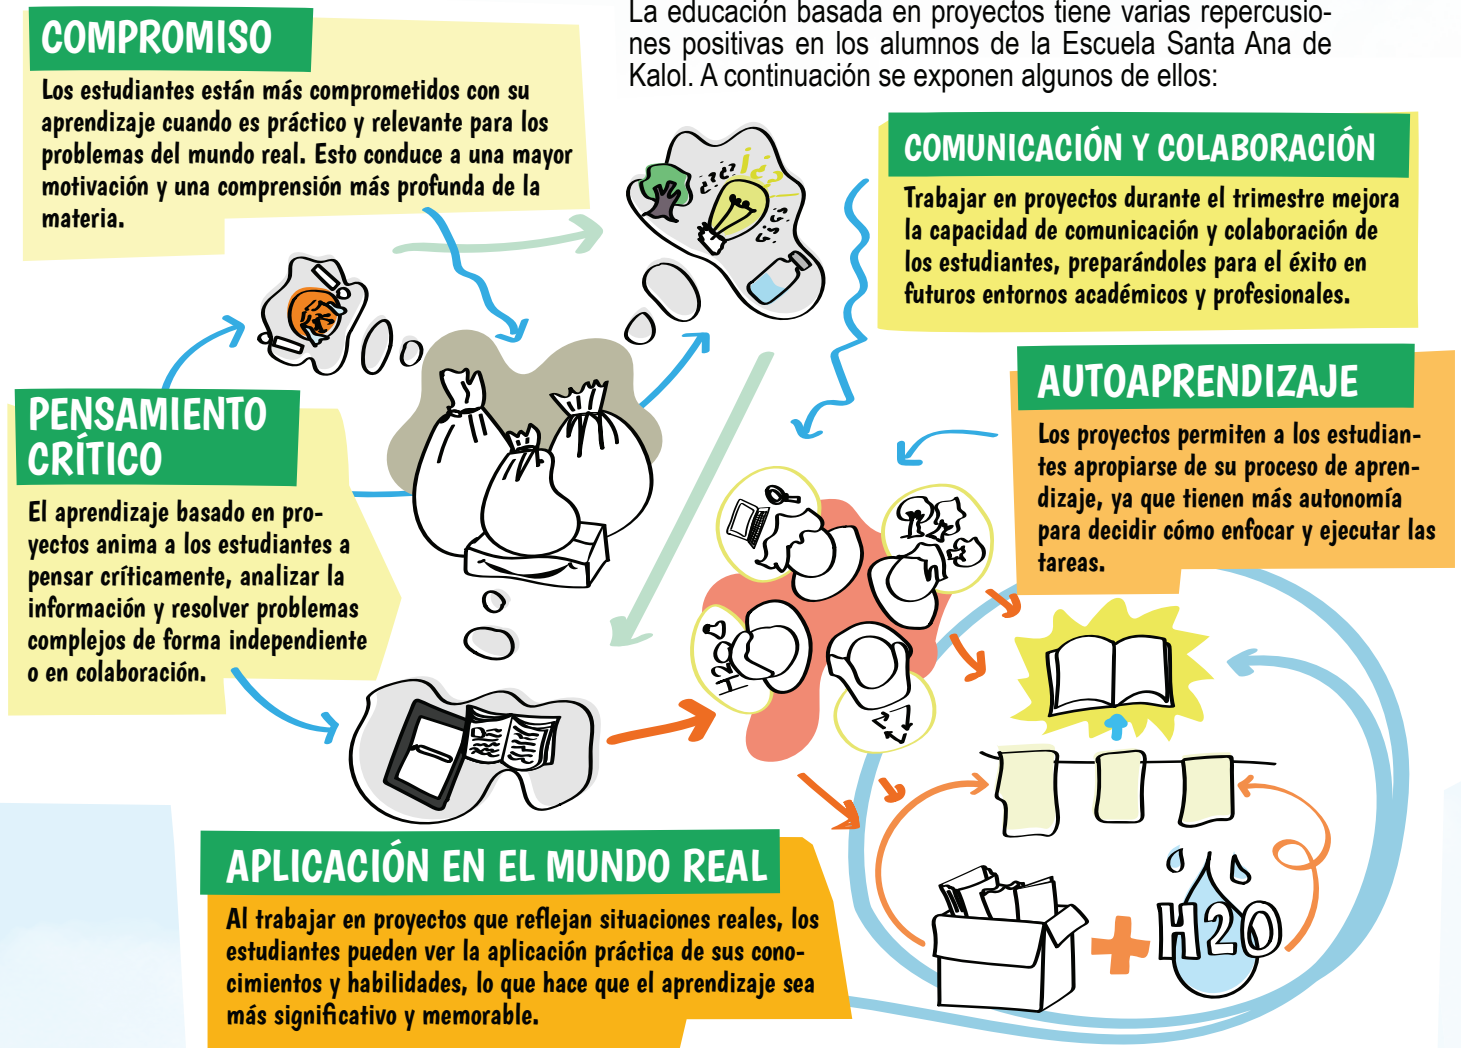 La educación basada en proyectos tiene varias repercusio-
nes positivas en los alumnos de la Escuela Santa Ana de
Kalol. A continuación se exponen algunos de ellos:
COMPROMISO
Los estudiantes están más comprometidos con su
aprendizaje cuando es práctico y relevante para los
problemas del mundo real. Esto conduce a una mayor
motivación y una comprensión más profunda de la
materia.
COMUNICACIÓN Y COLABORACIÓN
Trabajar en proyectos durante el trimestre mejora
la capacidad de comunicación y colaboración de
los estudiantes, preparándoles para el éxito en
futuros entornos académicos y profesionales.
PENSAMIENTO
CRÍTICO
El aprendizaje basado en pro-
yectos anima a los estudiantes a
pensar críticamente, analizar la
información y resolver problemas
complejos de forma independiente
o en colaboración.
AUTOAPRENDIZAJE
Los proyectos permiten a los estudian-
tes apropiarse de su proceso de apren-
dizaje, ya que tienen más autonomía
para decidir cómo enfocar y ejecutar las
tareas.
H2O
APLICACIÓN EN EL MUNDO REAL
Al trabajar en proyectos que reflejan situaciones reales, los
estudiantes pueden ver la aplicación práctica de sus cono-
cimientos y habilidades, lo que hace que el aprendizaje sea
más significativo y memorable.
H2O